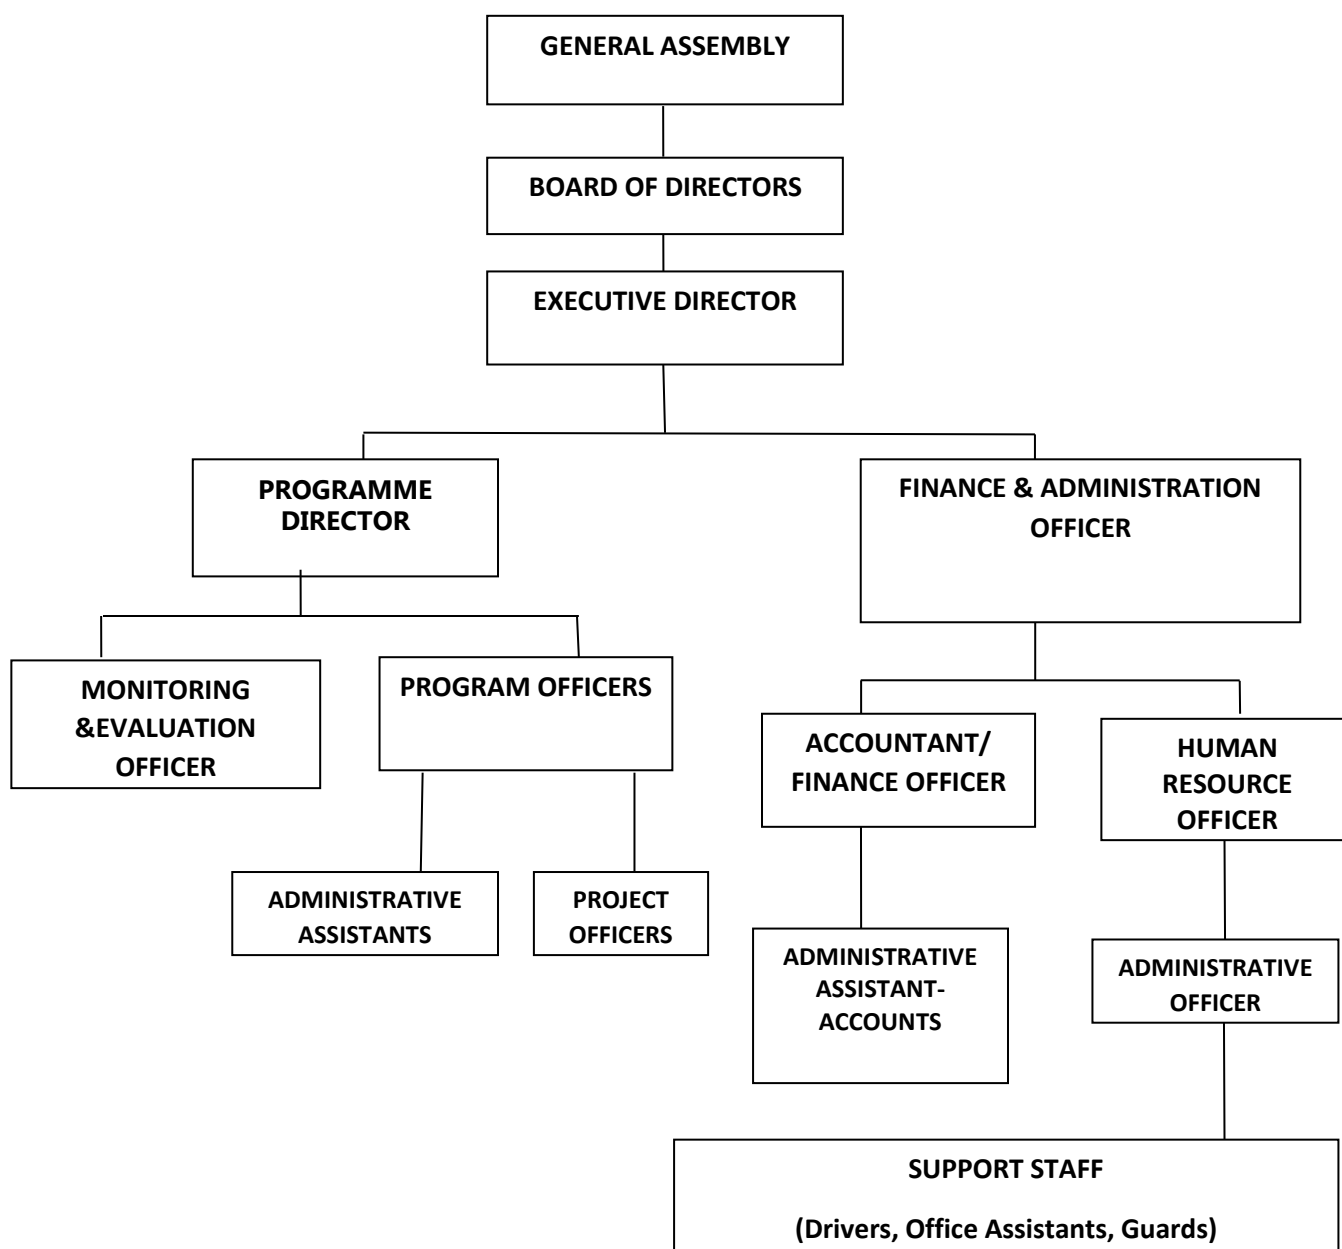 GENERAL ASSEMBLY
BOARD OF DIRECTORS
EXECUTIVE DIRECTOR
PROGRAMME
DIRECTOR
FINANCE & ADMINISTRATION
OFFICER
MONITORING
&EVALUATION
OFFICER
PROGRAM OFFICERS
ACCOUNTANT/
FINANCE OFFICER
HUMAN
RESOURCE
OFFICER
ADMINISTRATIVE
ASSISTANTS
PROJECT
OFFICERS
ADMINISTRATIVE
ASSISTANT-
ACCOUNTS
ADMINISTRATIVE
OFFICER
SUPPORT STAFF
(Drivers, Office Assistants, Guards)